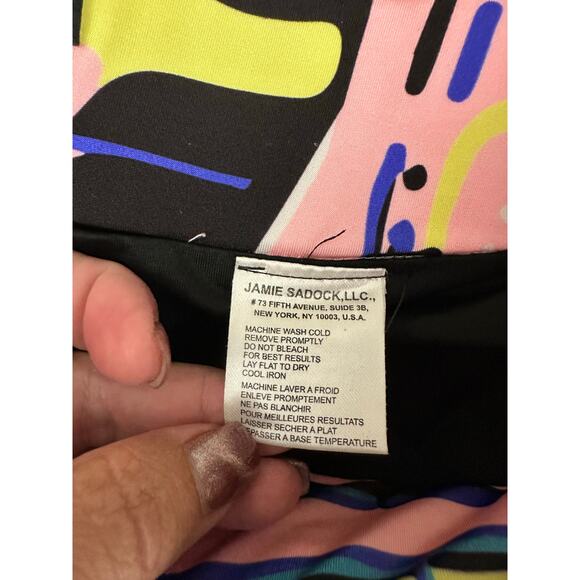 JAMIE SADOCK,LLC.,
# 73 FIFTH AVENUE, SUIDE 3B,
NEW YORK, NY 10003, U.S.A.
MACHINE WASH COLD
REMOVE PROMPTLY
DO NOT BLEACH
FOR BEST RESULTS
LAY FLAT TO DRY
COOL IRON
MACHINE LAVER A FROID
ENLEVE PROMPTEMENT
NE PAS BLANCHIR
POUR MEILLEURES RESULTATS
LAISSER SECHER A PLAT
EPASSER A BASE TEMPERATURE